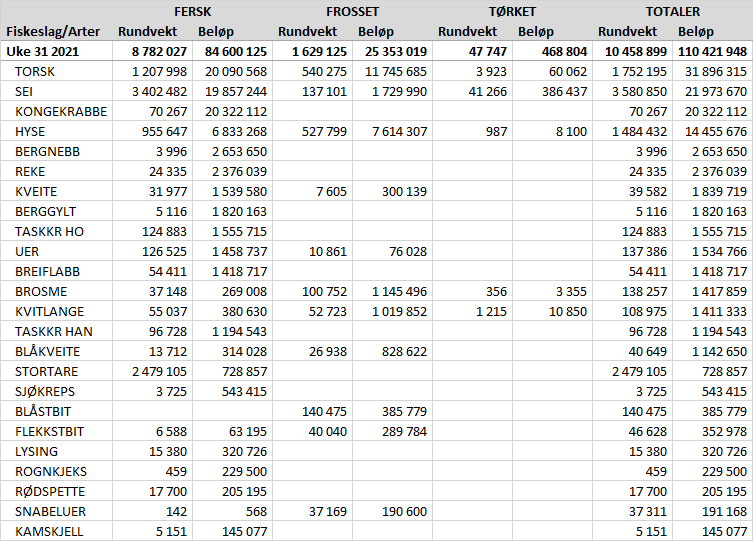 FERSK FROSSET TØRKET TOTALER
Fiskeslag/Arter Rundvekt Beløp Rundvekt Beløp Rundvekt Beløp Rundvekt Beløp
Uke 31 2021 8 782 027 84 600 125 1 629 125 25 353 019 47 747 468 804 10 458 899 110 421 948
TORSK 1 207 998 20 090 568 540 275 11 745 685 3 923 60 062 1 752 195 31 896 315
SEI 3 402 482 19 857 244 137 101 1 729 990 41 266 386 437 3 580 850 21 973 670
KONGEKRABBE 70 267 20 322 112 70 267 20 322 112
HYSE 955 647 6 833 268 527 799 7 614 307 987 8 100 1 484 432 14 455 676
BERGNEBB 3 996 2 653 650 3 996 2 653 650
REKE 24 335 2 376 039 24 335 2 376 039
KVEITE 31 977 1 539 580 7 605 300 139 39 582 1 839 719
BERGGYLT 5 116 1 820 163 5 116 1 820 163
TASKKR HO 124 883 1 555 715 124 883 1 555 715
UER 126 525 1 458 737 10 861 76 028 137 386 1 534 766
BREIFLABB 54 411 1 418 717 54 411 1 418 717
BROSME 37 148 269 008 100 752 1 145 496 356 3 355 138 257 1 417 859
KVITLANGE 55 037 380 630 52 723 1 019 852 1 215 10 850 108 975 1 411 333
TASKKR HAN 96 728 1 194 543 96 728 1 194 543
BLÅKVEITE 13 712 314 028 26 938 828 622 40 649 1 142 650
STORTARE 2 479 105 728 857 2 479 105 728 857
SJØKREPS 3 725 543 415 3 725 543 415
BLÅSTBIT 140 475 385 779 140 475 385 779
FLEKKSTBIT 6 588 63 195 40 040 289 784 46 628 352 978
LYSING 15 380 320 726 15 380 320 726
ROGNKJEKS 459 229 500 459 229 500
RØDSPETTE 17 700 205 195 17 700 205 195
SNABELUER 142 568 37 169 190 600 37 311 191 168
KAMSKJELL 5 151 145 077 5 151 145 077